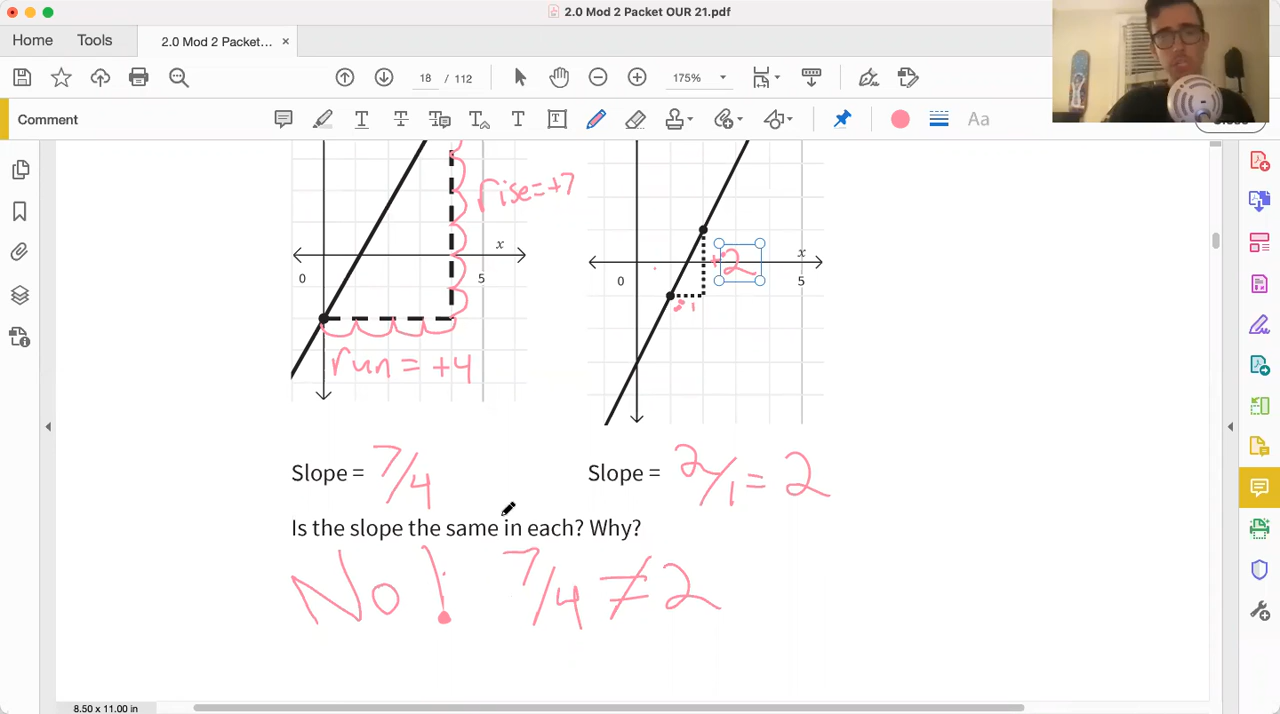 2.0 Mod 2 Packet OUR 21.pdf
Home Tools 2.0 Mod 2 Packet... ×
18 / 112 175%
Comment Aa
rise=+7
x
0 5
run = +4
+2
x
0 5
1
Slope = 7/4 Slope = 2/1 = 2
Is the slope the same in each? Why?
No! 7/4 ≠ 2
8.50 x 11.00 in